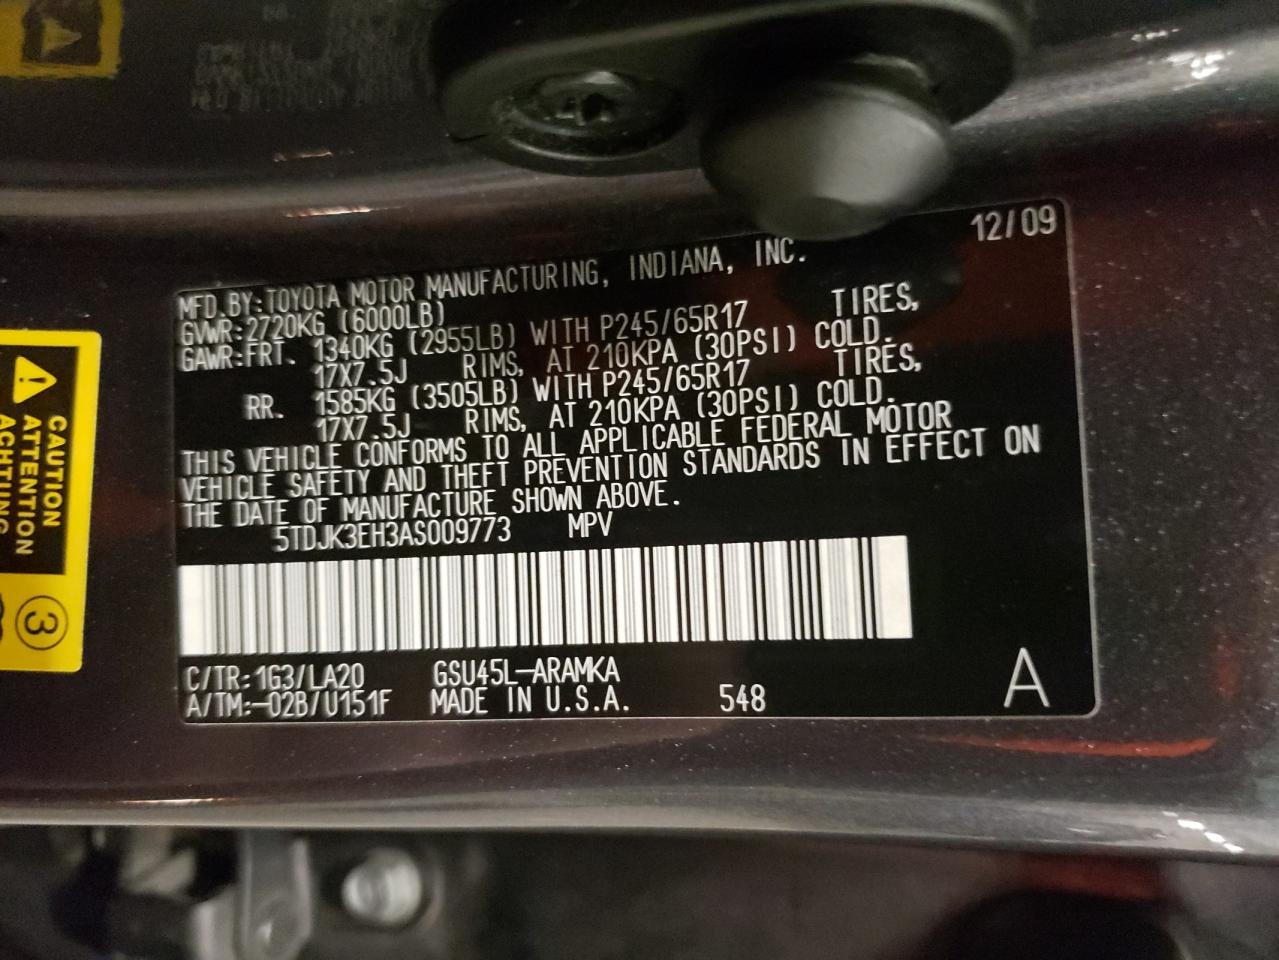 12/09
MFD.BY:TOYOTA MOTOR MANUFACTURING, INDIANA, INC.
GVWR:2720KG (6000LB)
GAWR:FRT. 1340KG (2955LB) WITH P245/65R17 TIRES,
17X7.5J RIMS, AT 210KPA (30PSI) COLD.
RR. 1585KG (3505LB) WITH P245/65R17 TIRES,
17X7.5J RIMS, AT 210KPA (30PSI) COLD.
THIS VEHICLE CONFORMS TO ALL APPLICABLE FEDERAL MOTOR
VEHICLE SAFETY AND THEFT PREVENTION STANDARDS IN EFFECT ON
THE DATE OF MANUFACTURE SHOWN ABOVE.
5TDJK3EH3AS009773 MPV
C/TR:1G3/LA20 GSU45L-ARAMKA
A/TM:-02B/U151F MADE IN U.S.A. 548 A
CAUTION
ATTENTION
ACHTUNG
3